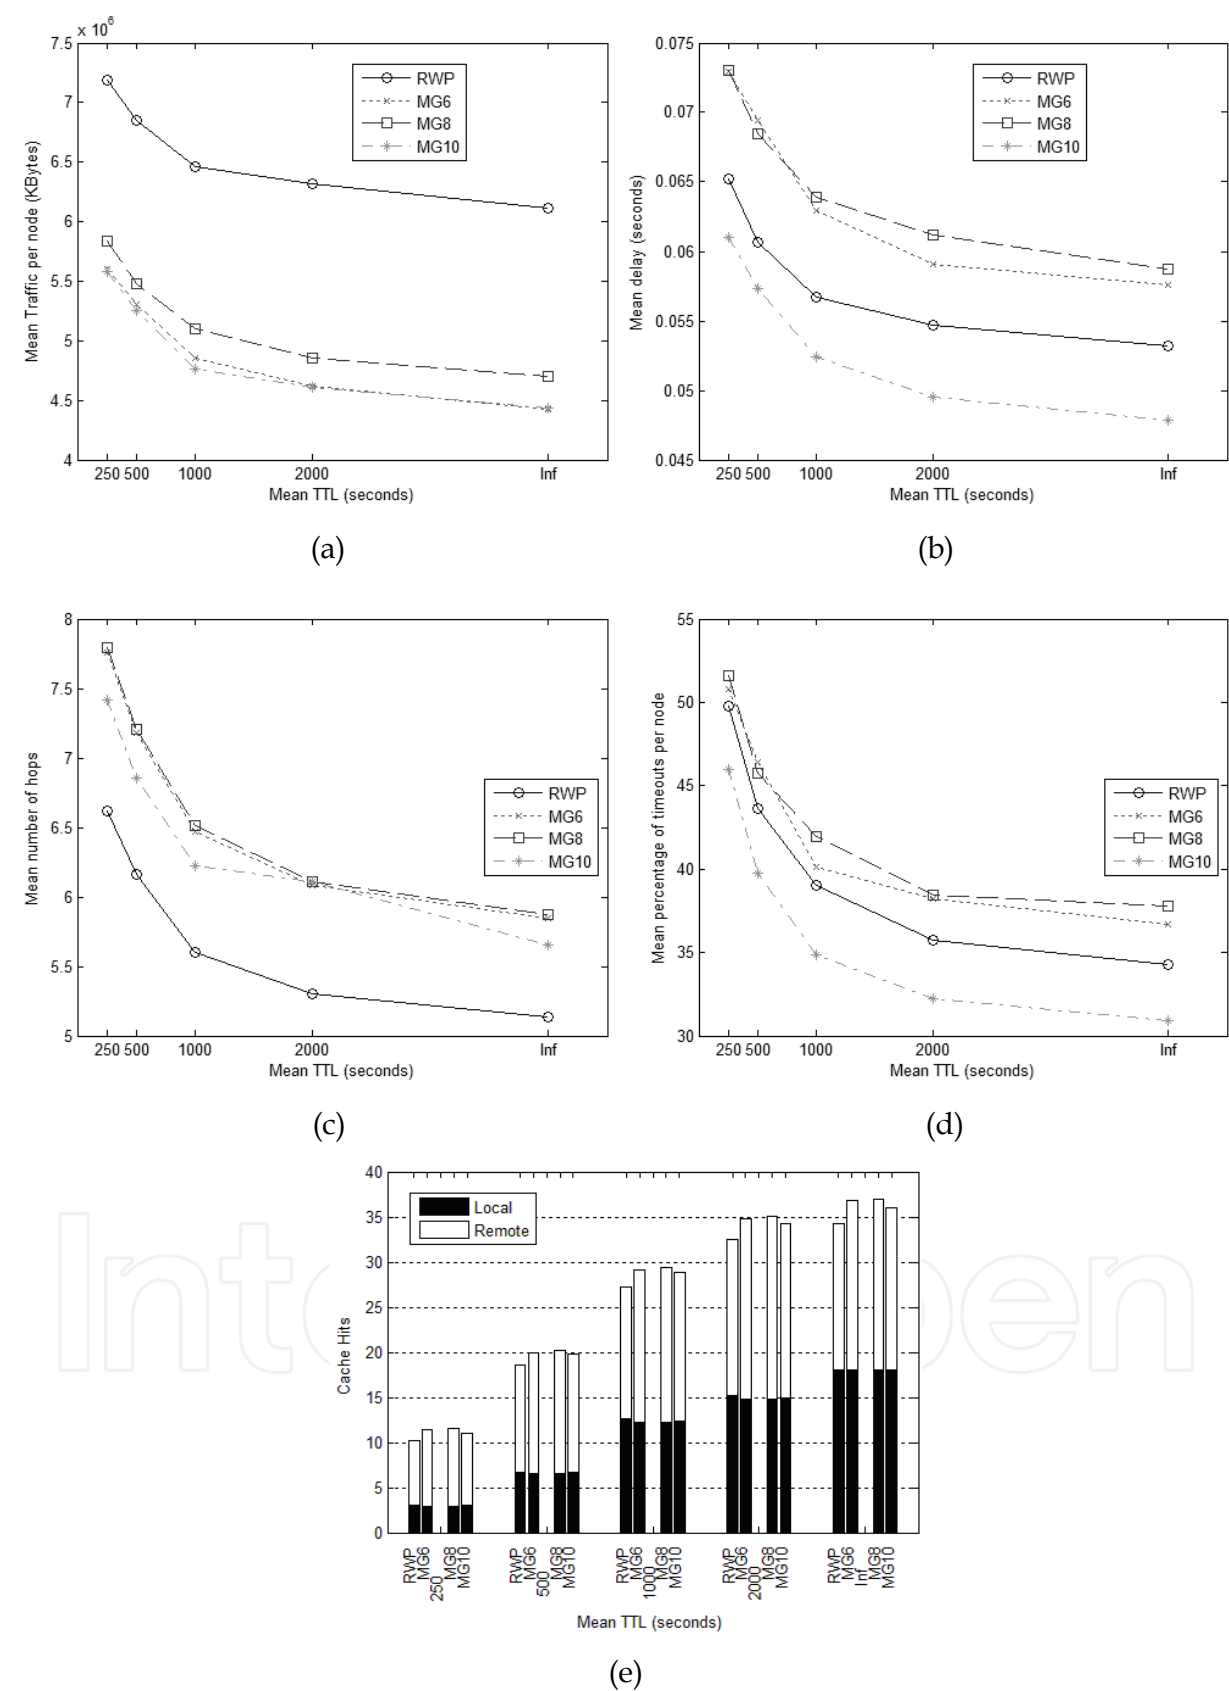 x 10^6
7.5
7
6.5
6
5.5
5
4.5
4
Mean Traffic per node (KBytes)
RWP
MG6
MG8
MG10
250 500 1000 2000 Inf
Mean TTL (seconds)
(a)
0.075
0.07
0.065
0.06
0.055
0.05
0.045
Mean delay (seconds)
RWP
MG6
MG8
MG10
250 500 1000 2000 Inf
Mean TTL (seconds)
(b)
8
7.5
7
6.5
6
5.5
5
Mean number of hops
RWP
MG6
MG8
MG10
250 500 1000 2000 Inf
Mean TTL (seconds)
(c)
55
50
45
40
35
30
Mean percentage of timeouts per node
RWP
MG6
MG8
MG10
250 500 1000 2000 Inf
Mean TTL (seconds)
(d)
40
35
30
25
20
15
10
5
0
Cache Hits
Local
Remote
RWP MG6 250 MG8 MG10 RWP MG6 500 MG8 MG10 RWP MG6 1000 MG8 MG10 RWP MG6 2000 MG8 MG10 RWP MG6 Inf MG8 MG10
Mean TTL (seconds)
(e)